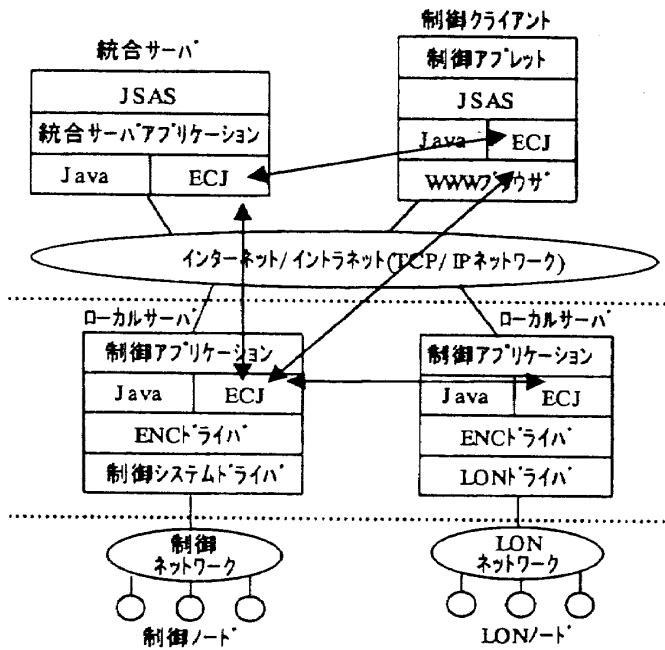 統合サーバ
JSAS
統合サーバアプリケーション
Java ECJ
制御クライアント
制御アプレット
JSAS
Java ECJ
WWWブラウザ
インターネット/イントラネット(TCP/IPネットワーク)
ローカルサーバ
制御アプリケーション
Java ECJ
ENCドライバ
制御システムドライバ
ローカルサーバ
制御アプリケーション
Java ECJ
ENCドライバ
LONドライバ
制御
ネットワーク
制御ノード
LON
ネットワーク
LONノード